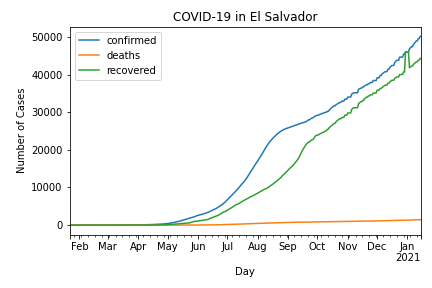 COVID-19 in El Salvador
confirmed
deaths
recovered
Number of Cases
50000
40000
30000
20000
10000
0
Feb Mar Apr May Jun Jul Aug Sep Oct Nov Dec Jan
2021
Day